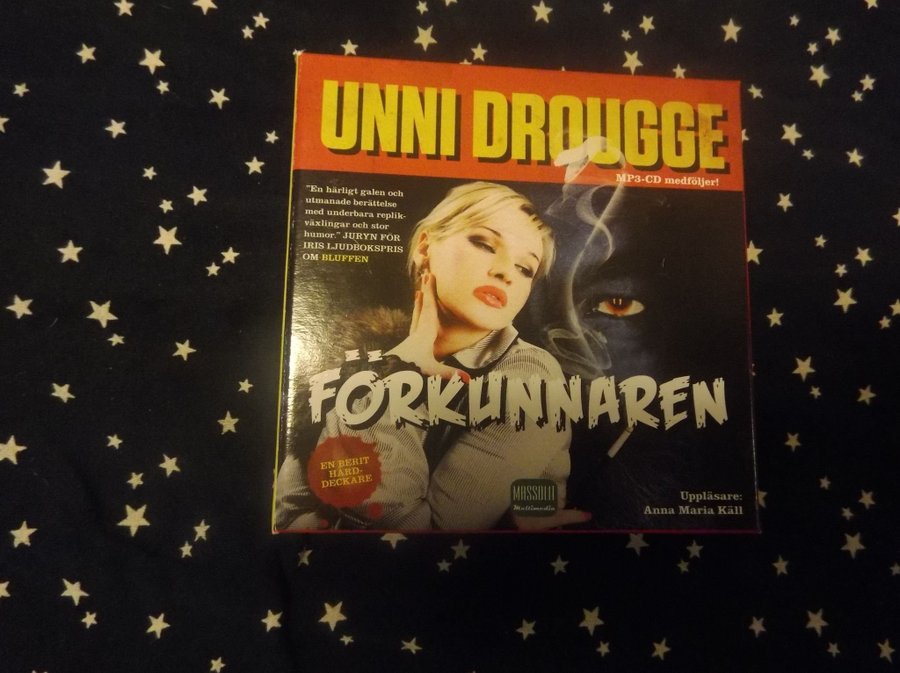 UNNI DROUGGE
MP3-CD medföljer!
"En härligt galen och
utmanade berättelse
med underbara replik-
växlingar och stor
humor." JURYN FÖR
IRIS LJUDBOKSPRIS
OM BLUFFEN
FÖRKUNNAREN
EN BERIT
HÅRD-
DECKARE
MASSOLIT
Multimedia
Uppläsare:
Anna Maria Käll